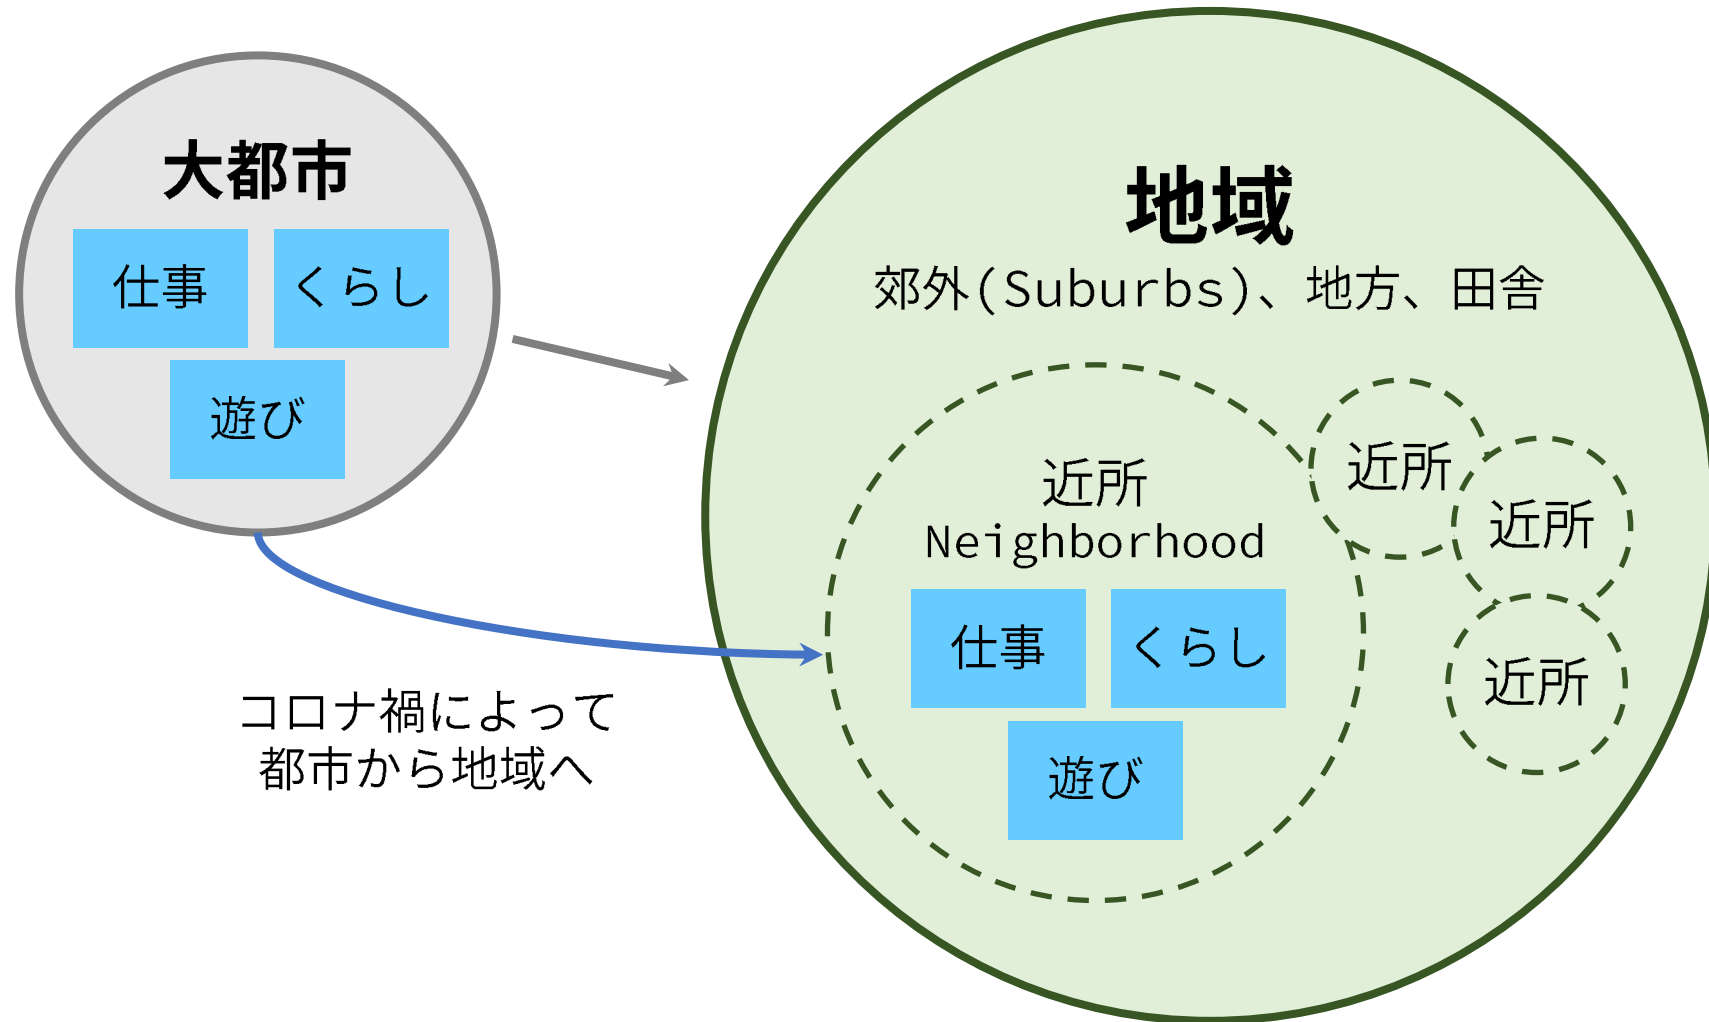 大都市
仕事
くらし
遊び
コロナ禍によって
都市から地域へ
地域
郊外(Suburbs)、地方、田舎
近所
Neighborhood
仕事
くらし
遊び
近所
近所
近所